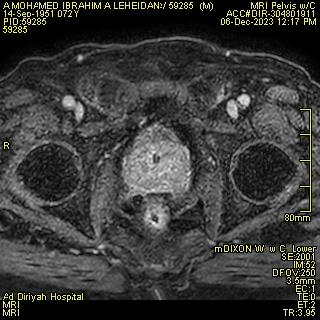 A MOHAMED IBRAHIM A LEHEIDAN:/ 59285 (M)
14-Sep-1951 072Y
PID:59285
59285
MRI Pelvis w/C
ACC#DIR-304801911
06-Dec-2023 12:17 PM
R
80mm
mDIXON W w C Lower
SE:2001
IM:52
DFOV:250
3.5mm
EC:1
TE:0
ET:2
TR:3.95
Ad Diriyah Hospital
MRI
MRI